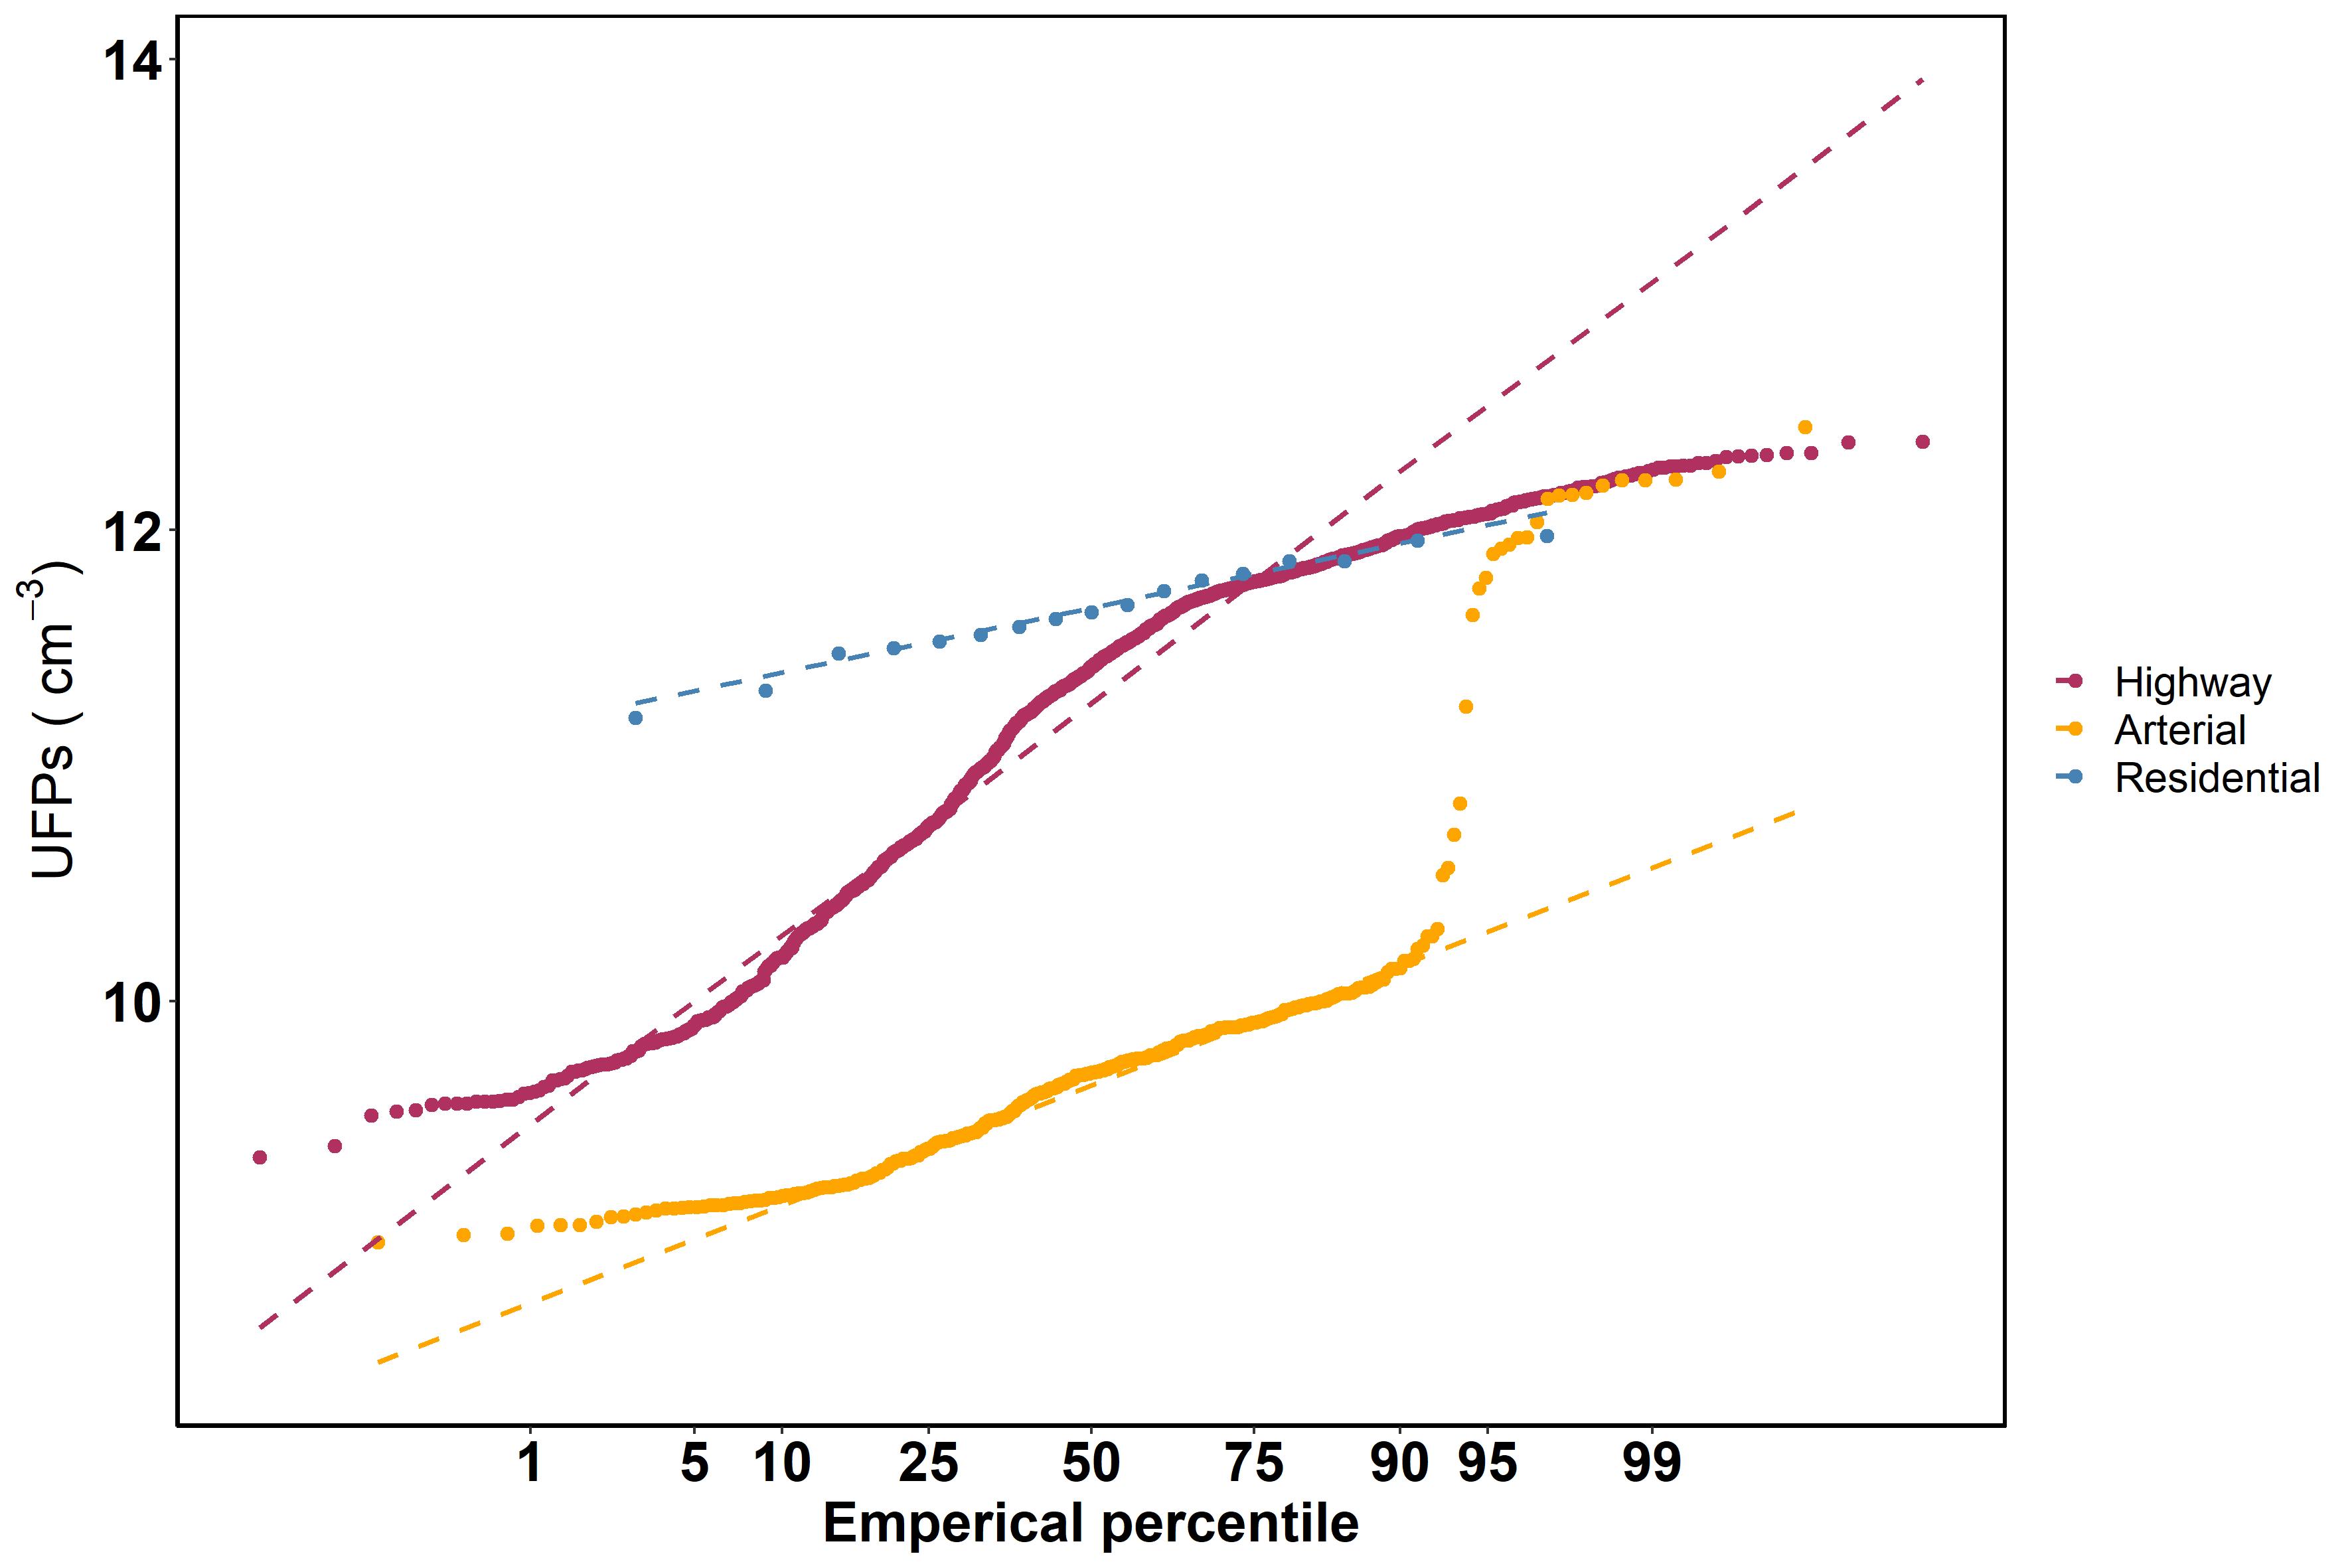 14
12
10
UFPs ( cm⁻³)
1 5 10 25 50 75 90 95 99
Emperical percentile
Highway
Arterial
Residential